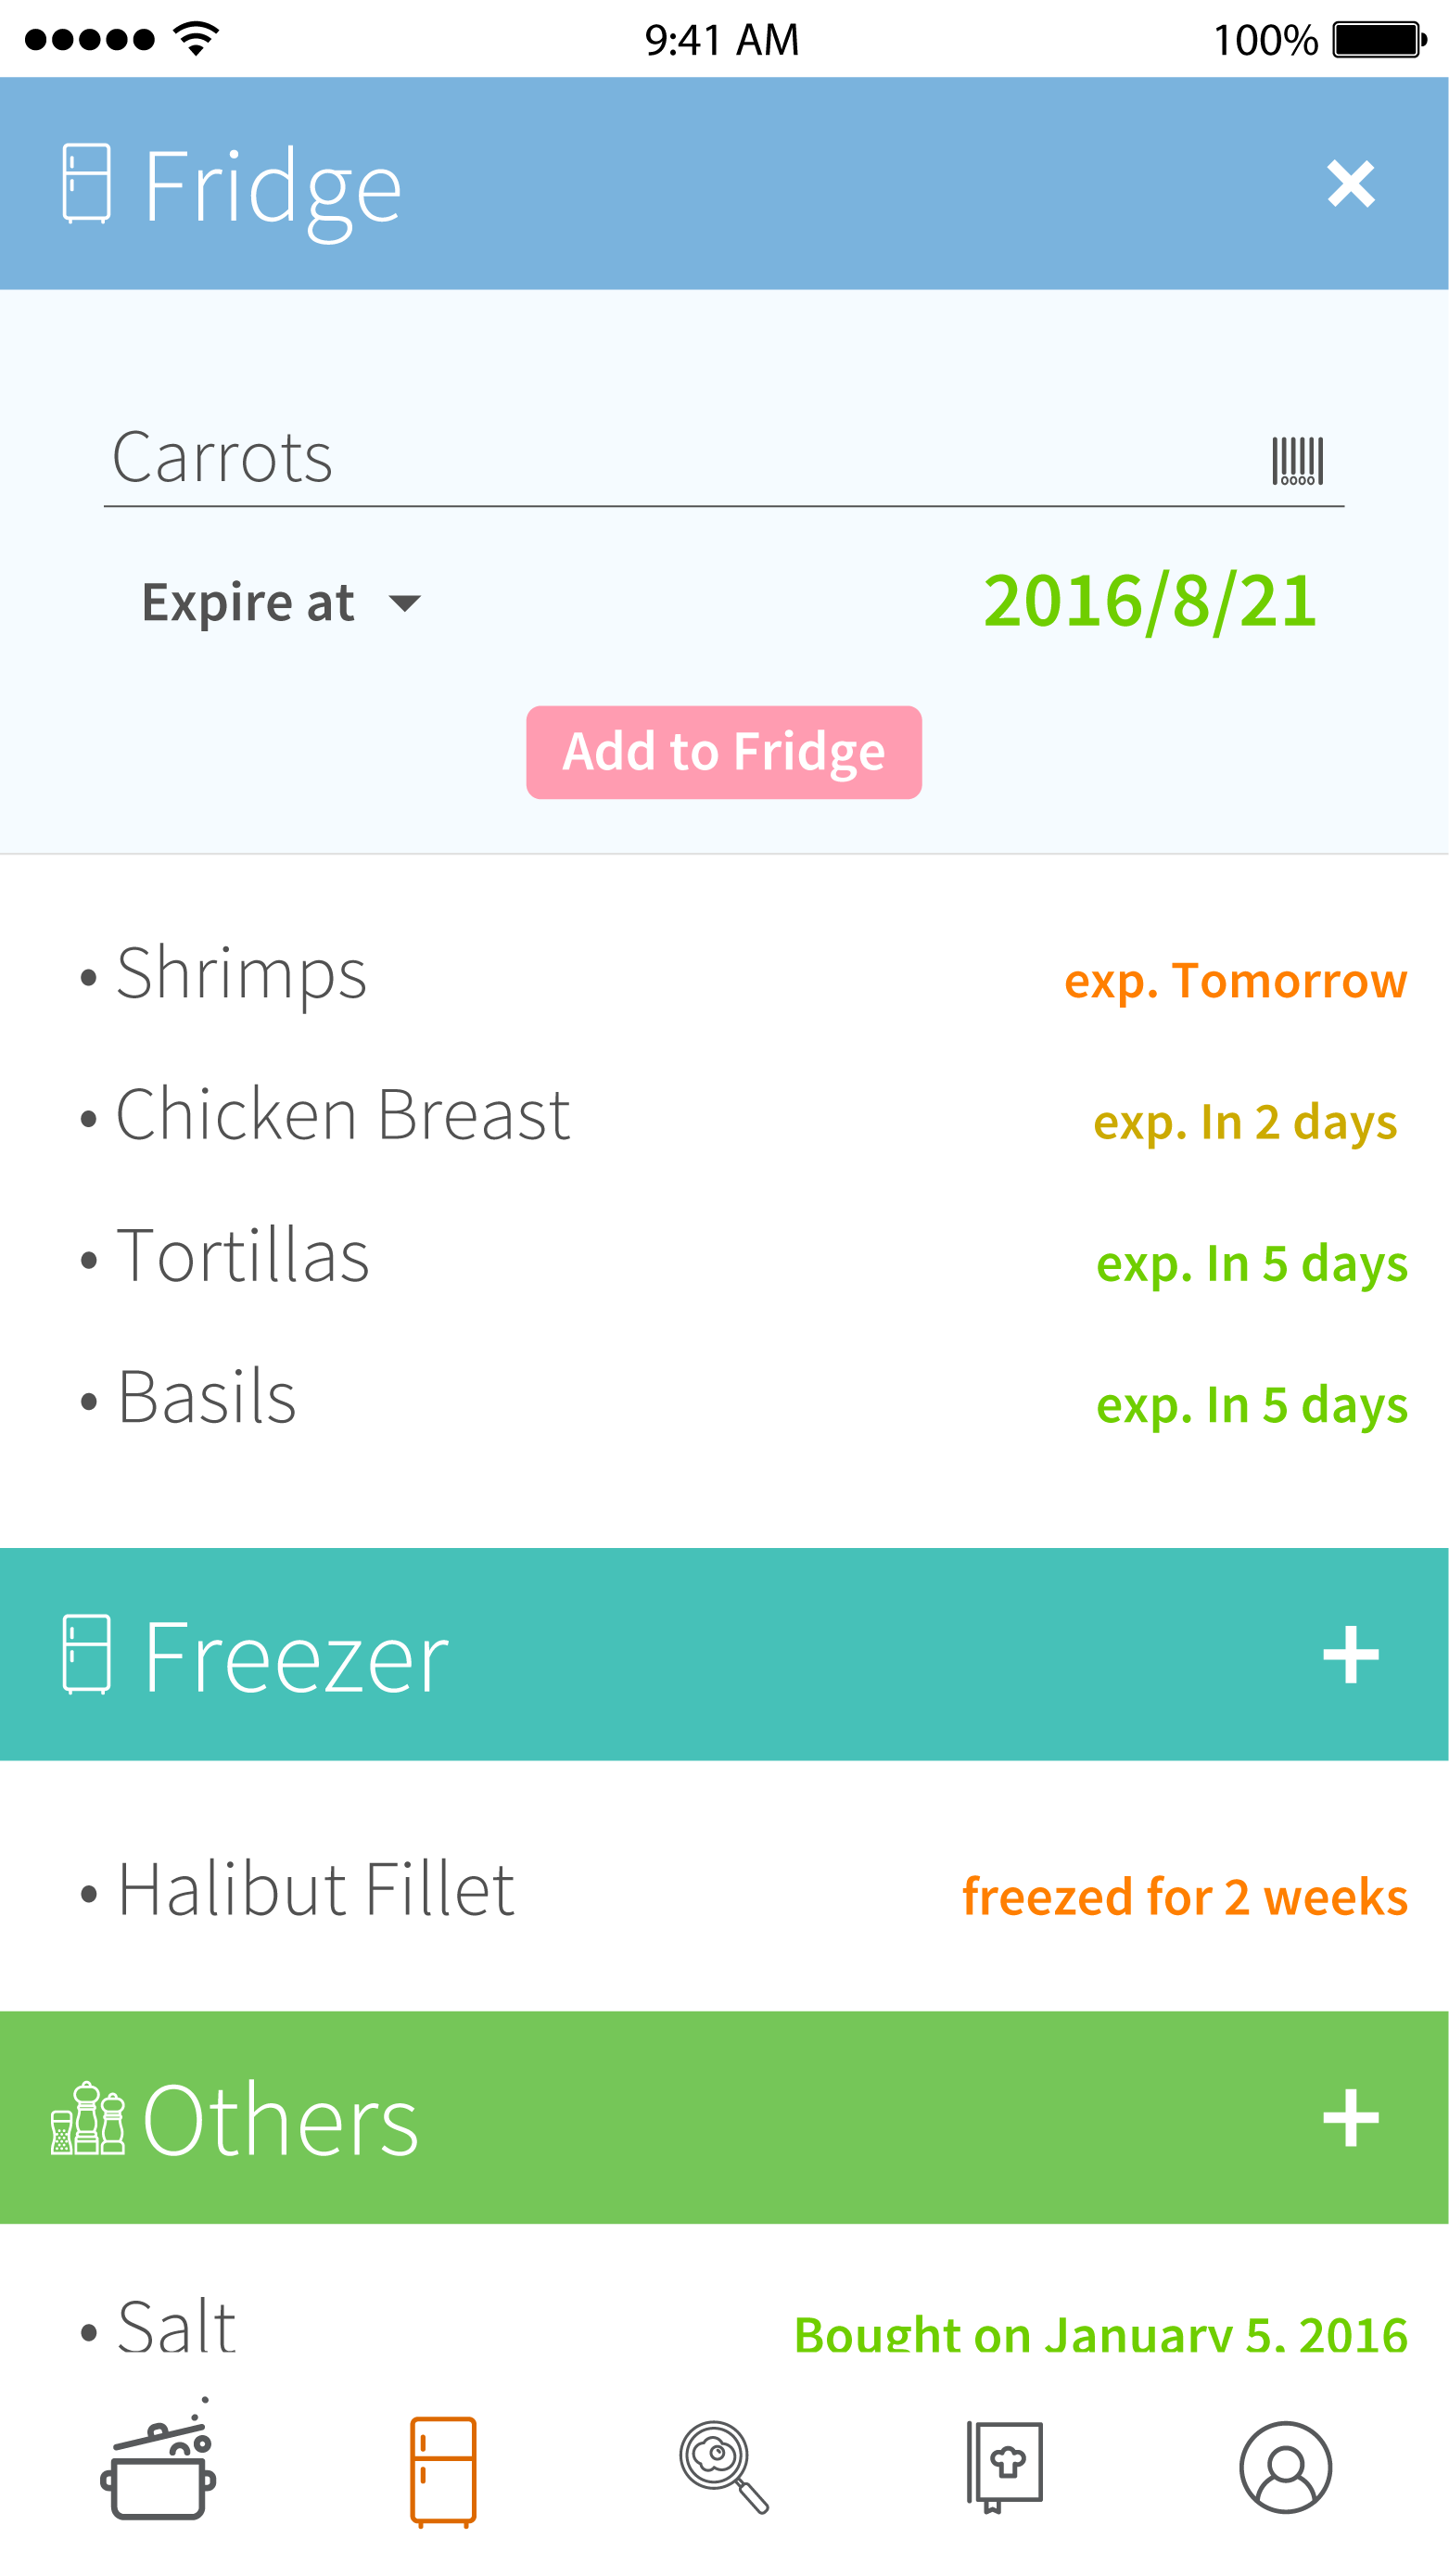 9:41 AM 100%
Fridge
Carrots
Expire at 2016/8/21
Add to Fridge
• Shrimps exp. Tomorrow
• Chicken Breast exp. In 2 days
• Tortillas exp. In 5 days
• Basils exp. In 5 days
Freezer
• Halibut Fillet freezed for 2 weeks
Others
• Salt Bought on January 5, 2016